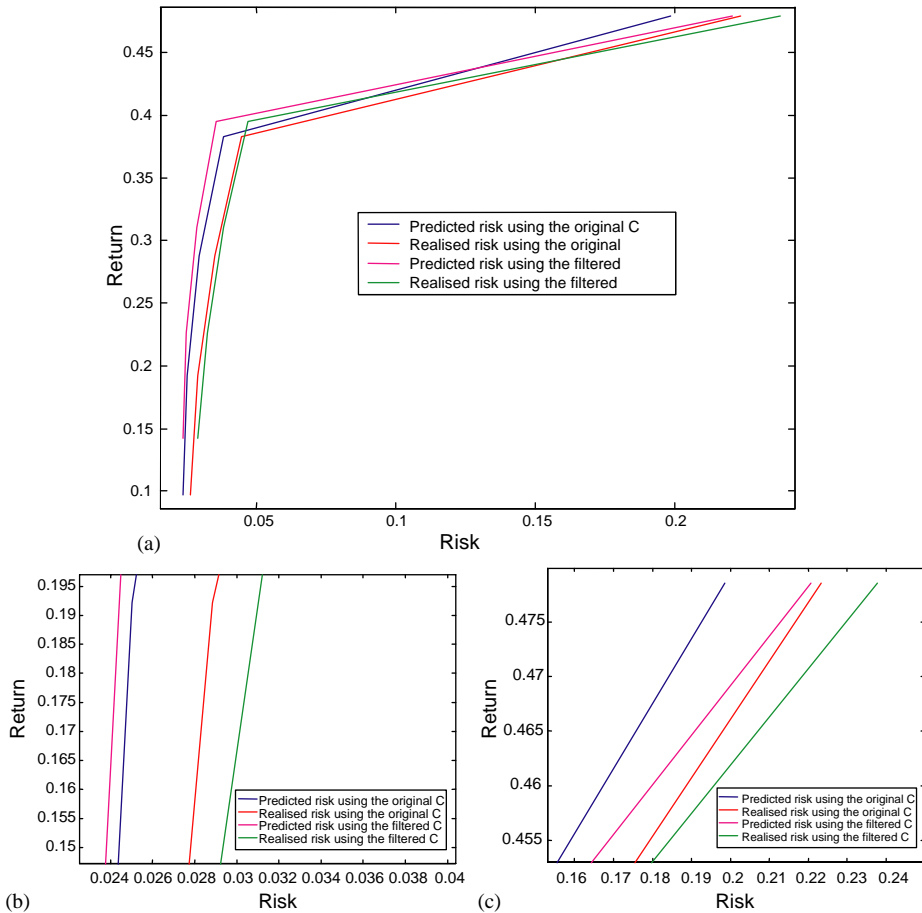 0.45
0.4
0.35
0.3
0.25
0.2
0.15
0.1
Return
Predicted risk using the original C
Realised risk using the original
Predicted risk using the filtered
Realised risk using the filtered
0.05
0.1
0.15
0.2
Risk
(a)
0.195
0.19
0.185
0.18
0.175
0.17
0.165
0.16
0.155
0.15
Return
Predicted risk using the original C
Realised risk using the original C
Predicted risk using the filtered C
Realised risk using the filtered C
0.024 0.026 0.028 0.03 0.032 0.034 0.036 0.038 0.04
Risk
(b)
0.475
0.47
0.465
0.46
0.455
Return
Predicted risk using the original C
Realised risk using the original C
Predicted risk using the filtered C
Realised risk using the filtered C
0.16 0.17 0.18 0.19 0.2 0.21 0.22 0.23 0.24
Risk
(c)